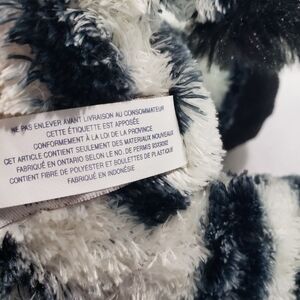 NE PAS ENLEVER AVANT LIVRAISON AU CONSOMMATEUR
CETTE ÉTIQUETTE EST APPOSÉE
CONFORMÉMENT À LA LOI DE LA PROVINCE
CET ARTICLE CONTIENT SEULEMENT DES MATÉRIAUX NOUVEAUX
FABRIQUÉ EN ONTARIO SELON LE NO. DE PERMIS
CONTIENT FIBRE DE POLYESTER ET BOULETTES DE PLASTIC
FABRIQUÉ EN INDONÉSIE